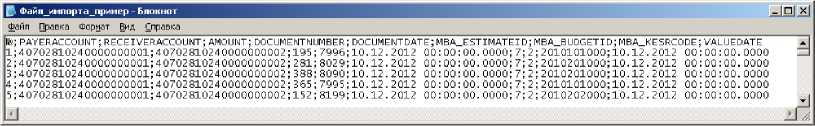 Файл_импорта_пример - Блокнот
Файл Правка Формат Вид Справка
№;PAYERACCOUNT;RECEIVERACCOUNT;AMOUNT;DOCUMENTNUMBER;DOCUMENTDATE;MBA_ESTIMATEID;MBA_BUDGETID;MBA_KESRCODE;VALUEDATE
1;40702810240000000001;40702810240000000002;195;7996;10.12.2012 00:00:00.0000;7;2;2010101000;10.12.2012 00:00:00.0000
2;40702810240000000001;40702810240000000002;281;8029;10.12.2012 00:00:00.0000;7;2;2010101000;10.12.2012 00:00:00.0000
3;40702810240000000001;40702810240000000002;388;8090;10.12.2012 00:00:00.0000;7;2;2010101000;10.12.2012 00:00:00.0000
4;40702810240000000001;40702810240000000002;365;7995;10.12.2012 00:00:00.0000;7;2;2010101000;10.12.2012 00:00:00.0000
5;40702810240000000001;40702810240000000002;152;8199;10.12.2012 00:00:00.0000;7;2;2010202000;10.12.2012 00:00:00.0000